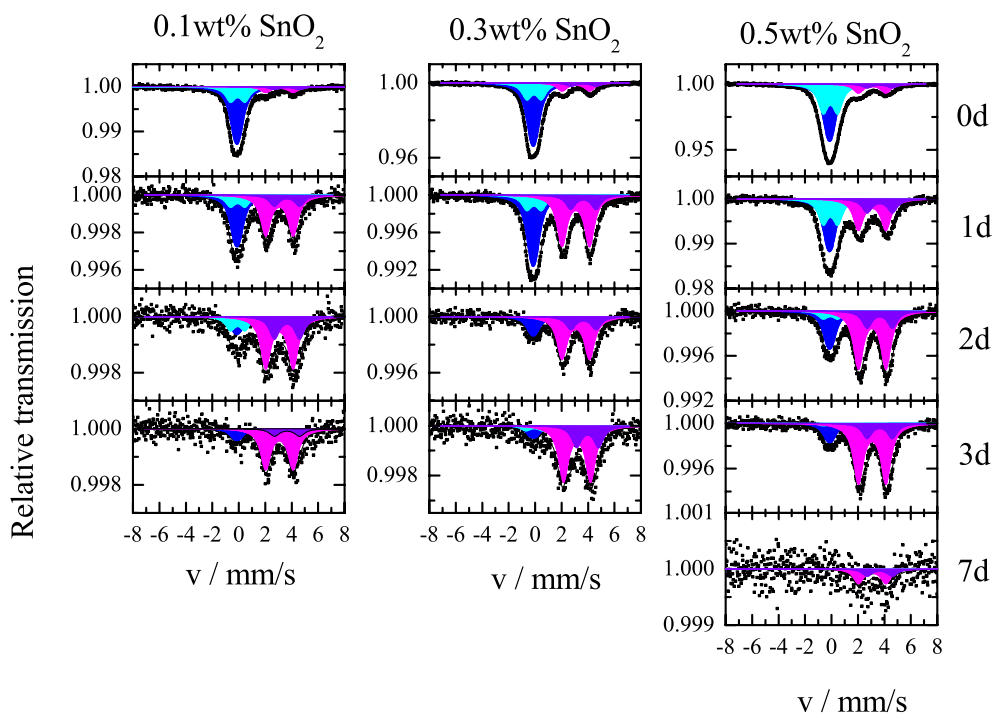 0.1wt% SnO₂
0.3wt% SnO₂
0.5wt% SnO₂
1.00
0.99
0.98
1.00
0.96
1.00
0.95
0d
1.000
0.998
0.996
1.000
0.996
0.992
1.00
0.99
0.98
1d
1.000
0.998
1.000
0.996
1.000
0.996
0.992
2d
1.000
0.998
1.000
0.998
1.000
0.996
3d
1.001
1.000
0.999
7d
Relative transmission
-8 -6 -4 -2 0 2 4 6 8
-8 -6 -4 -2 0 2 4 6 8
-8 -6 -4 -2 0 2 4 6 8
v / mm/s
v / mm/s
v / mm/s